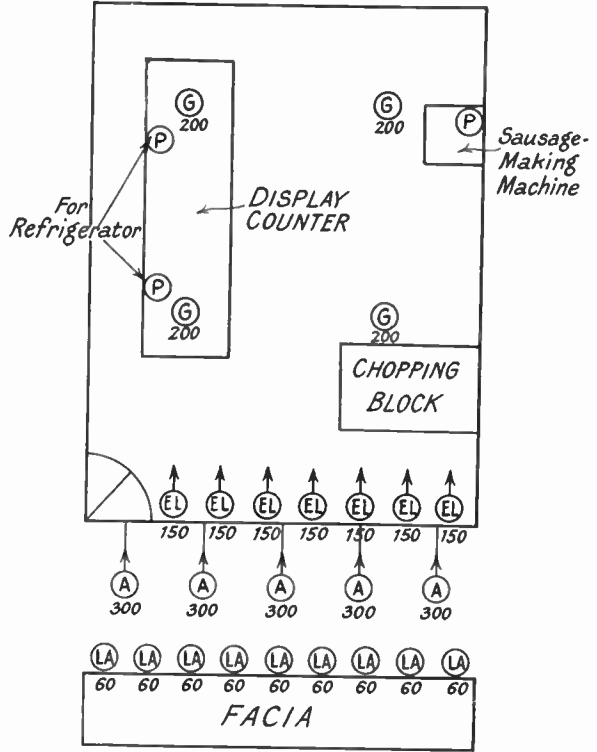 G
G
200
200
P
P
Sausage-
Making
Machine
For
Refrigerator
DISPLAY
COUNTER
P
G
G
200
200
CHOPPING
BLOCK
EL EL EL EL EL EL EL
150 150 150 150 150 150 150
A A A A A
300 300 300 300 300
LA LA LA LA LA LA LA LA LA
60 60 60 60 60 60 60 60 60
FACIA